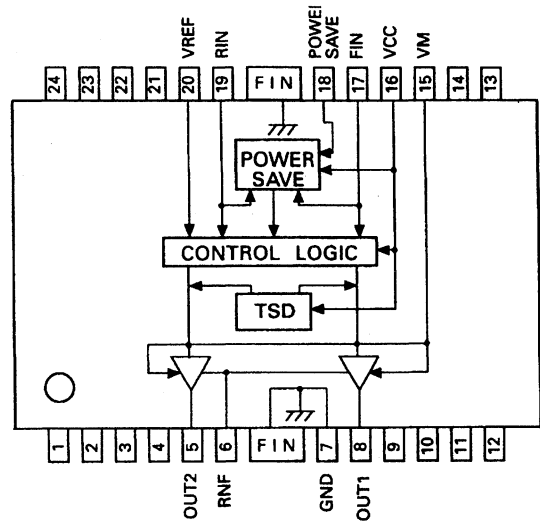 VREF RIN POWER SAVE FIN VCC VM
24 23 22 21 20 19 FIN 18 17 16 15 14 13
POWER
SAVE
CONTROL LOGIC
TSD
1 2 3 4 5 6 FIN 7 8 9 10 11 12
OUT2 RNF GND OUT1